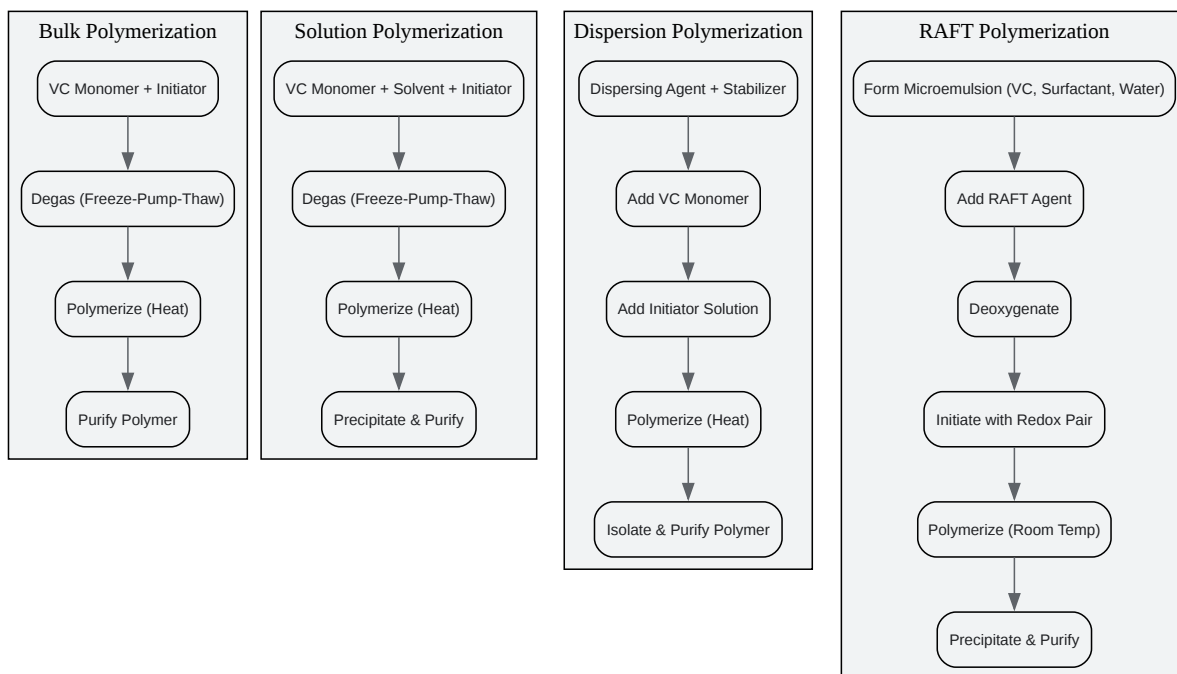 Bulk Polymerization
VC Monomer + Initiator
Degas (Freeze-Pump-Thaw)
Polymerize (Heat)
Purify Polymer
Solution Polymerization
VC Monomer + Solvent + Initiator
Degas (Freeze-Pump-Thaw)
Polymerize (Heat)
Precipitate & Purify
Dispersion Polymerization
Dispersing Agent + Stabilizer
Add VC Monomer
Add Initiator Solution
Polymerize (Heat)
Isolate & Purify Polymer
RAFT Polymerization
Form Microemulsion (VC, Surfactant, Water)
Add RAFT Agent
Deoxygenate
Initiate with Redox Pair
Polymerize (Room Temp)
Precipitate & Purify